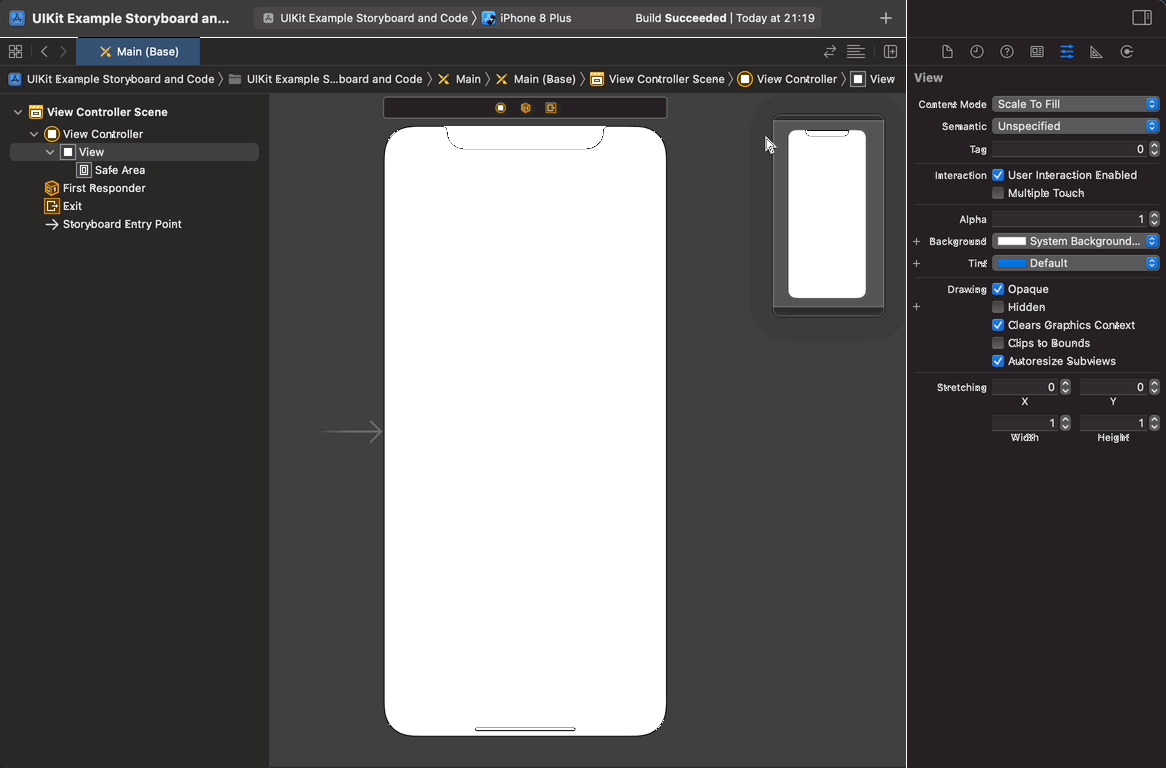 UIKit Example Storyboard an...
UIKit Example Storyboard and Code
iPhone 8 Plus
Build Succeeded | Today at 21:19
Main (Base)
UIKit Example Storyboard and Code
UIKit Example S...board and Code
Main
Main (Base)
View Controller Scene
View Controller
View
View Controller Scene
View Controller
View
Safe Area
First Responder
Exit
Storyboard Entry Point
View
Content Mode Scale To Fill
Semantic Unspecified
Tag 0
Interaction User Interaction Enabled
Multiple Touch
Alpha 1
Background System Background...
Tint Default
Drawing Opaque
Hidden
Clears Graphics Context
Clips to Bounds
Autoresize Subviews
Stretching 0 0
X Y
1 1
Width Height